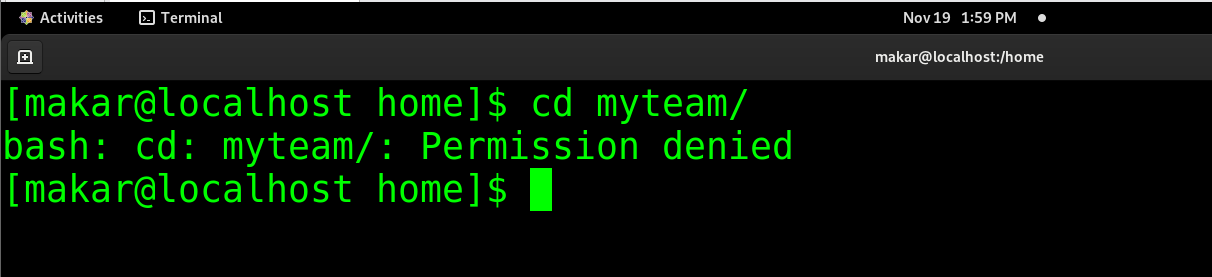 Activities Terminal Nov 19 1:59 PM
makar@localhost:/home
[makar@localhost home]$ cd myteam/
bash: cd: myteam/: Permission denied
[makar@localhost home]$